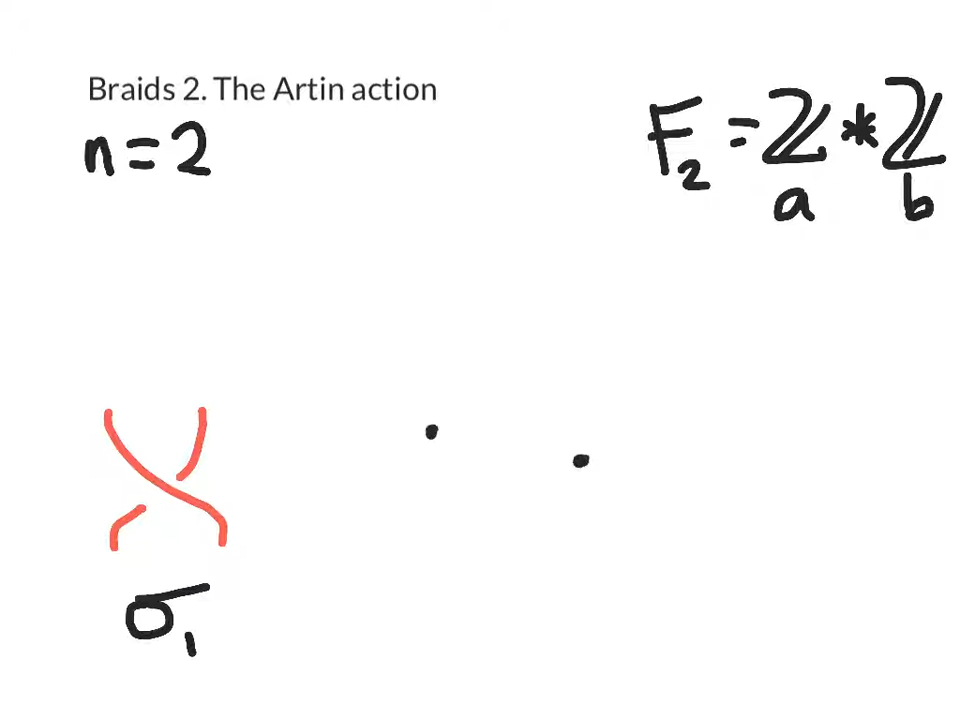 Braids 2. The Artin action
n = 2
F₂ = ℤ * ℤ
a b
σ₁